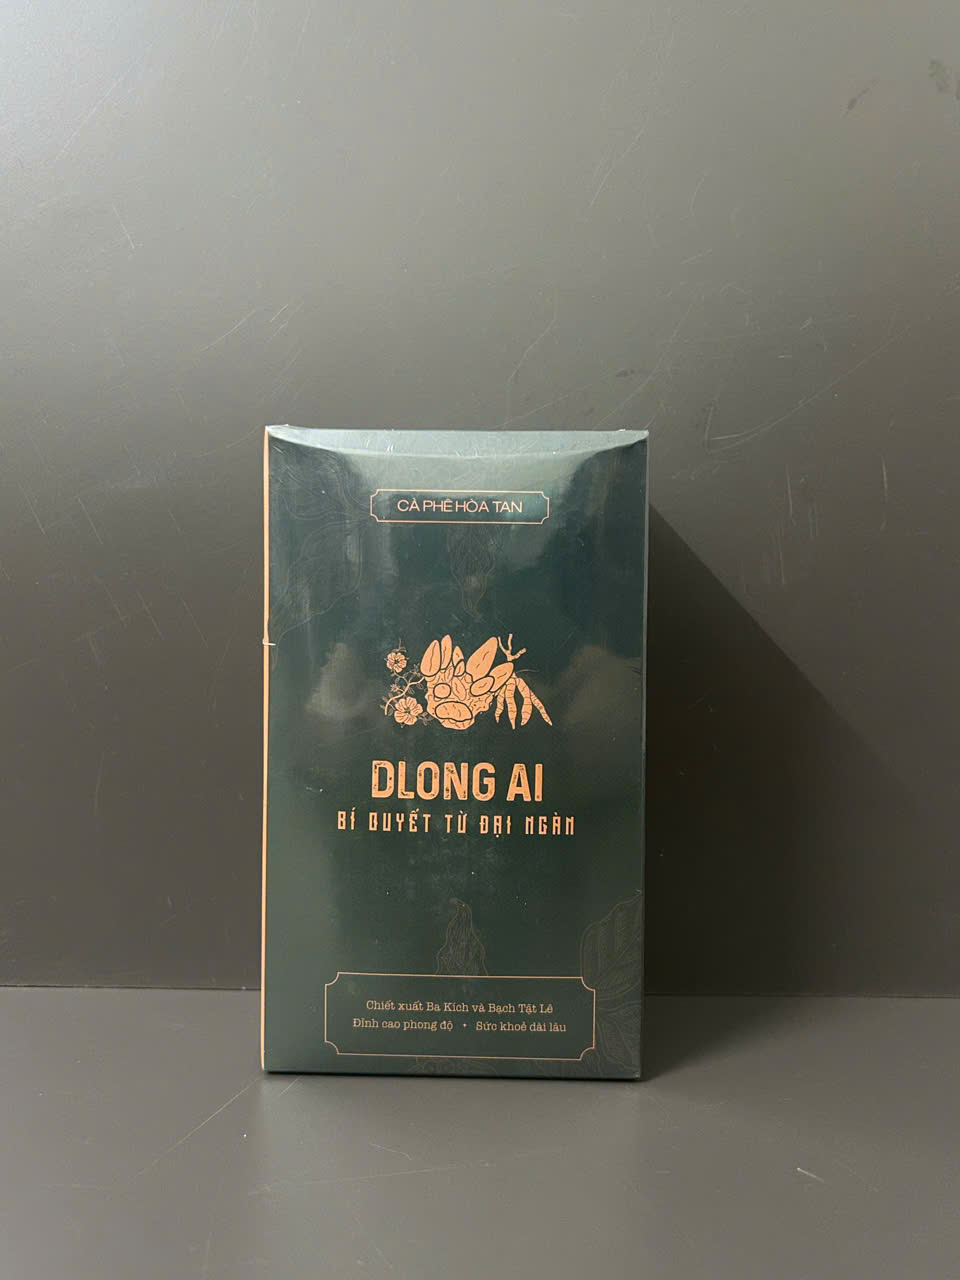 CÀ PHÊ HÒA TAN
DLONG AI
BÍ QUYẾT TỪ ĐẠI NGÀN
Chiết xuất Ba Kích và Bạch Tật Lê
Đỉnh cao phong độ • Sức khoẻ dài lâu